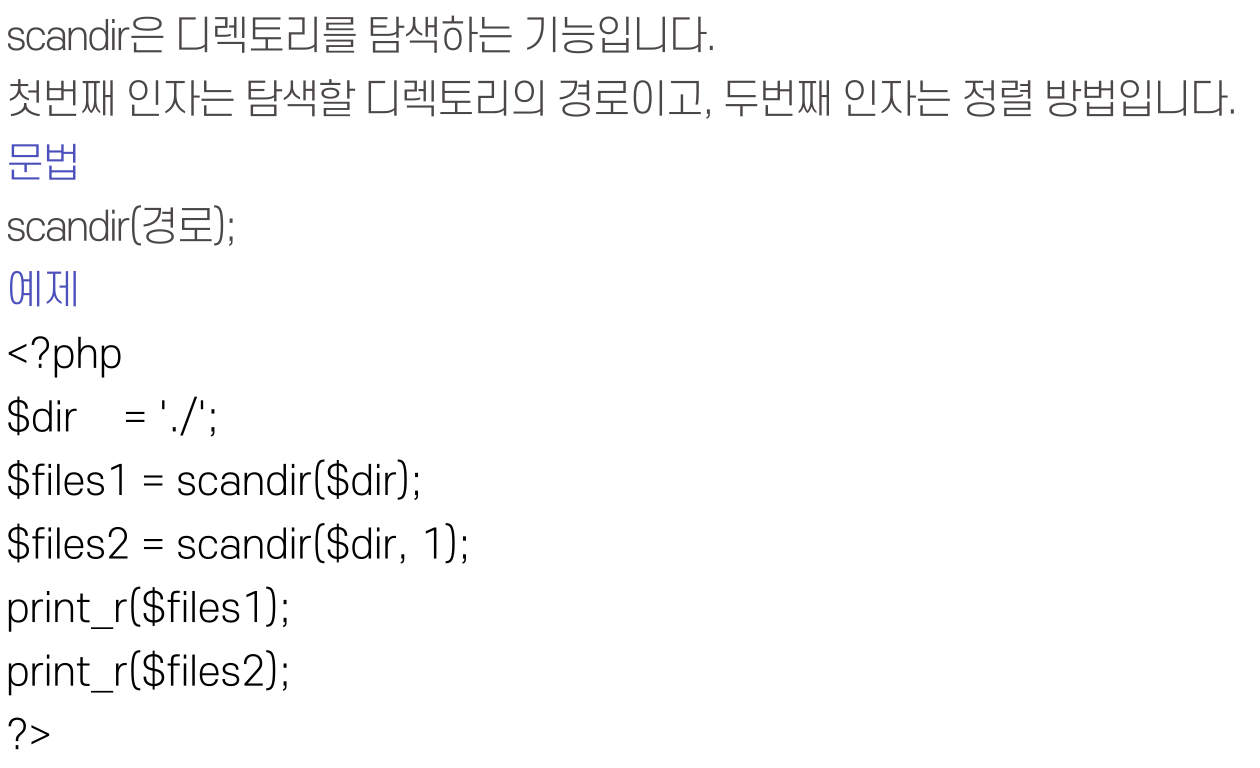 scandir은 디렉토리를 탐색하는 기능입니다.
첫번째 인자는 탐색할 디렉토리의 경로이고, 두번째 인자는 정렬 방법입니다.
문법
scandir(경로);
예제
<?php
$dir    = './';
$files1 = scandir($dir);
$files2 = scandir($dir, 1);
print_r($files1);
print_r($files2);
?>